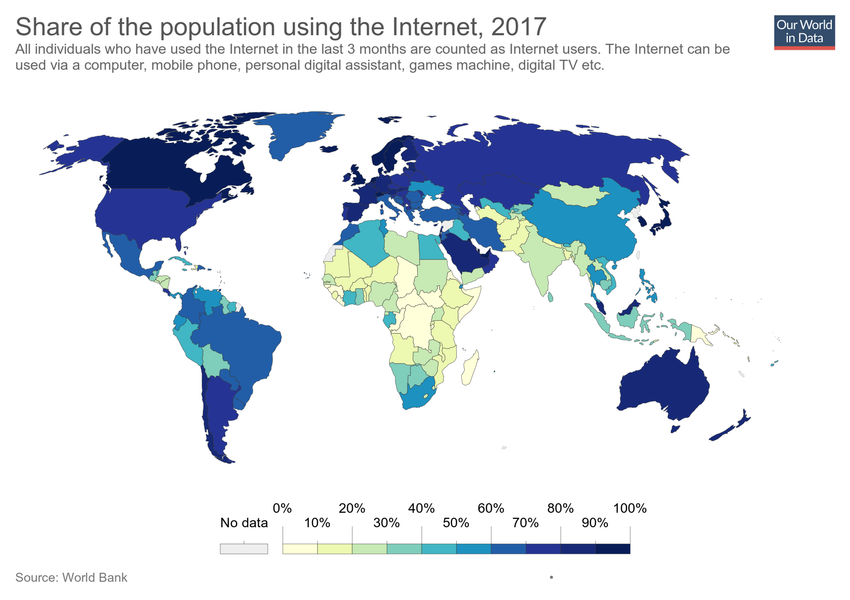 Share of the population using the Internet, 2017
Our World
in Data
All individuals who have used the Internet in the last 3 months are counted as Internet users. The Internet can be
used via a computer, mobile phone, personal digital assistant, games machine, digital TV etc.
0% 20% 40% 60% 80% 100%
No data 10% 30% 50% 70% 90%
Source: World Bank